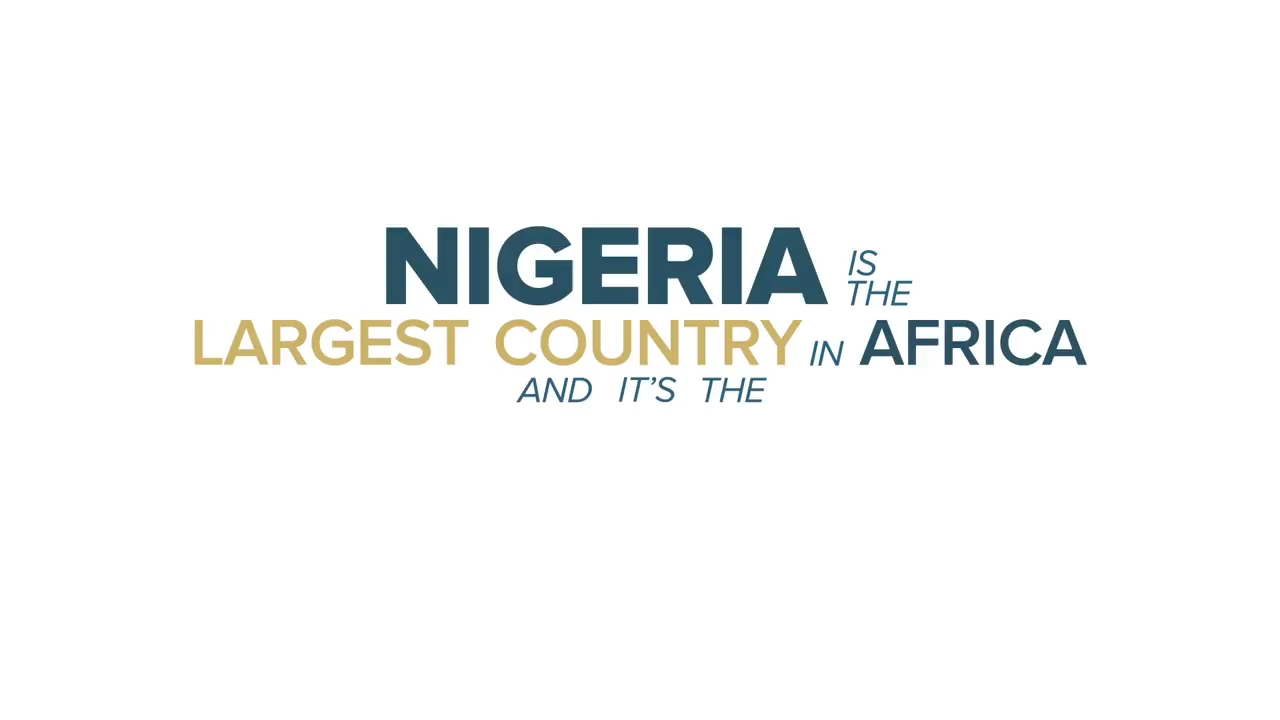 NIGERIA IS THE
LARGEST COUNTRY IN AFRICA
AND IT'S THE